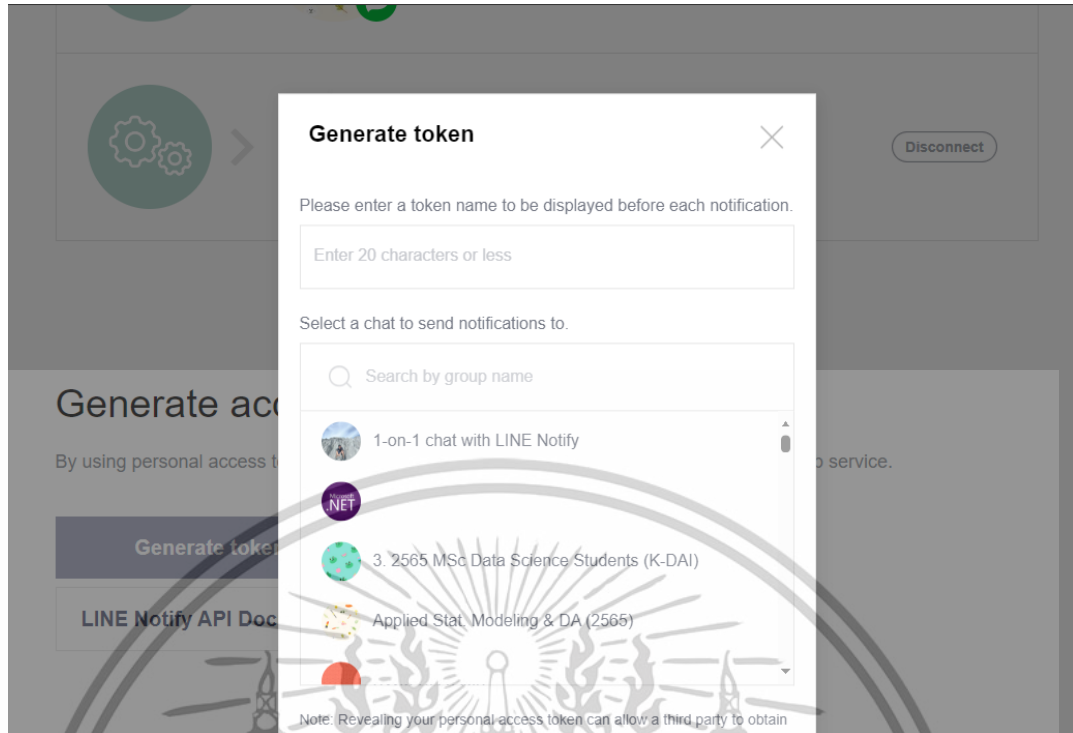 Disconnect
Generate token
Please enter a token name to be displayed before each notification.
Enter 20 characters or less
Select a chat to send notifications to.
Search by group name
Generate acc
1-on-1 chat with LINE Notify
By using personal access t
service.
Microsoft
.NET
Generate token
3. 2565 MSc Data Science Students (K-DAI)
LINE Notify API Doc
Applied Stat. Modeling & DA (2565)
Note: Revealing your personal access token can allow a third party to obtain